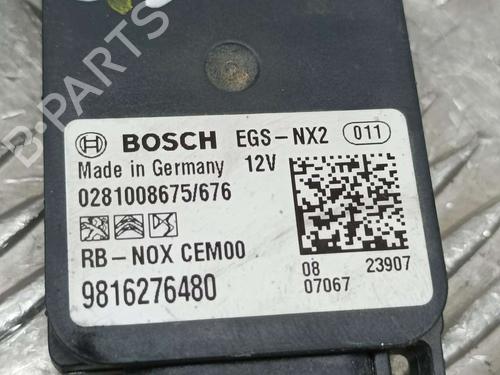 B-PARTS
BOSCH EGS-NX2 011
Made in Germany 12V
0281008675/676
RB-NOX CEM00
9816276480
08 23907
07067